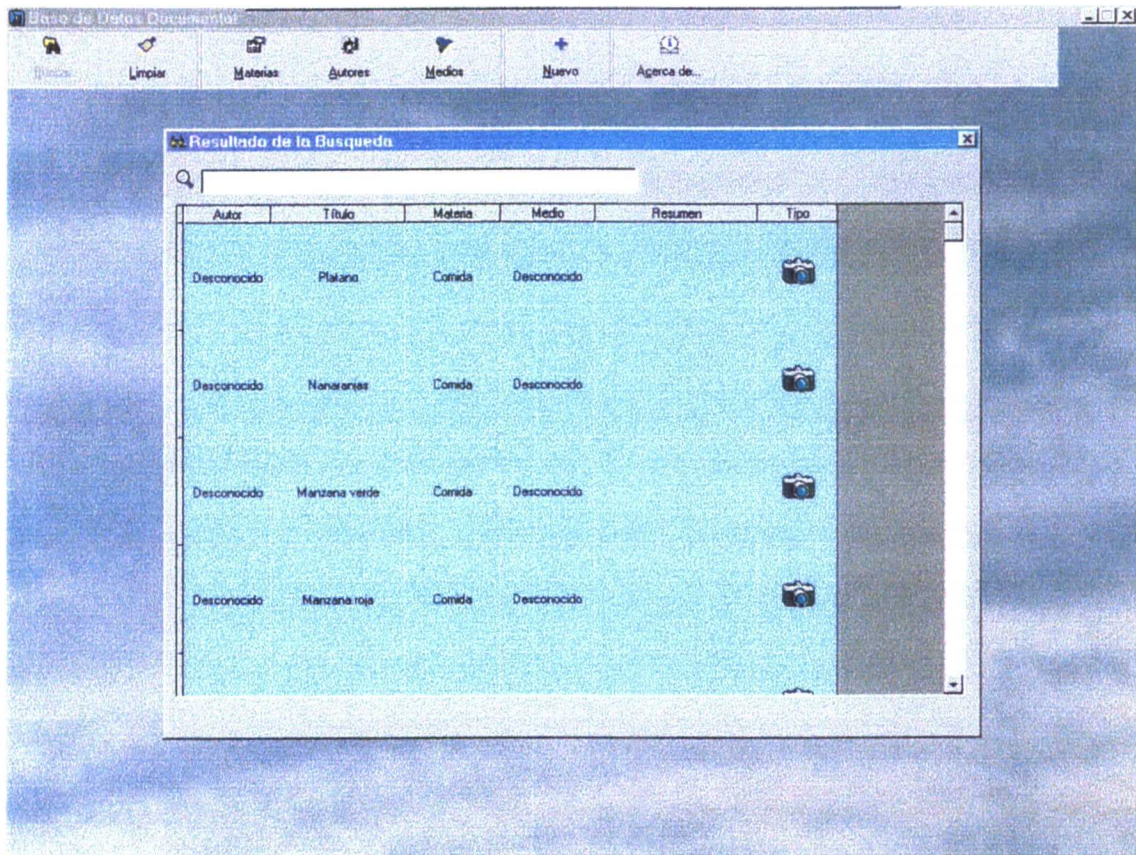 Base de Datos Documental
Buscar Limpiar Materias Autores Medios Nuevo Acerca de...
Resultado de la Busqueda
Autor Título Materia Medio Resumen Tipo
Desconocido Platano Comida Desconocido
Desconocido Nanaranjas Comida Desconocido
Desconocido Manzana verde Comida Desconocido
Desconocido Manzana roja Comida Desconocido